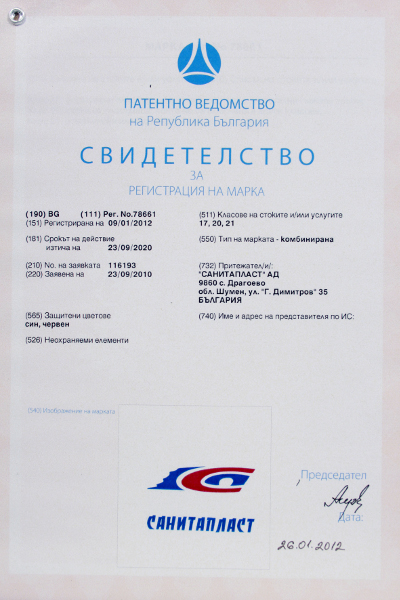 ПАТЕНТНО ВЕДОМСТВО
на Република България
СВИДЕТЕЛСТВО
ЗА
РЕГИСТРАЦИЯ НА МАРКА
(190) BG (111) Рег. No.78661
(151) Регистрирана на 09/01/2012
(181) Срокът на действие
изтича на 23/09/2020
(210) No. на заявката 116193
(220) Заявена на 23/09/2010
(511) Класове на стоките и/или услугите
17, 20, 21
(550) Тип на марката - комбинирана
(732) Притежател/и/:
"САНИТАПЛАСТ" АД
9860 с. Драгоево
обл. Шумен, ул. "Г. Димитров" 35
БЪЛГАРИЯ
(565) Защитени цветове
син, червен
(740) Име и адрес на представителя по ИС:
(526) Неохраняеми елементи
(540) Изображение на марката
САНИТАПЛАСТ
Председател
Дата:
26.01.2012